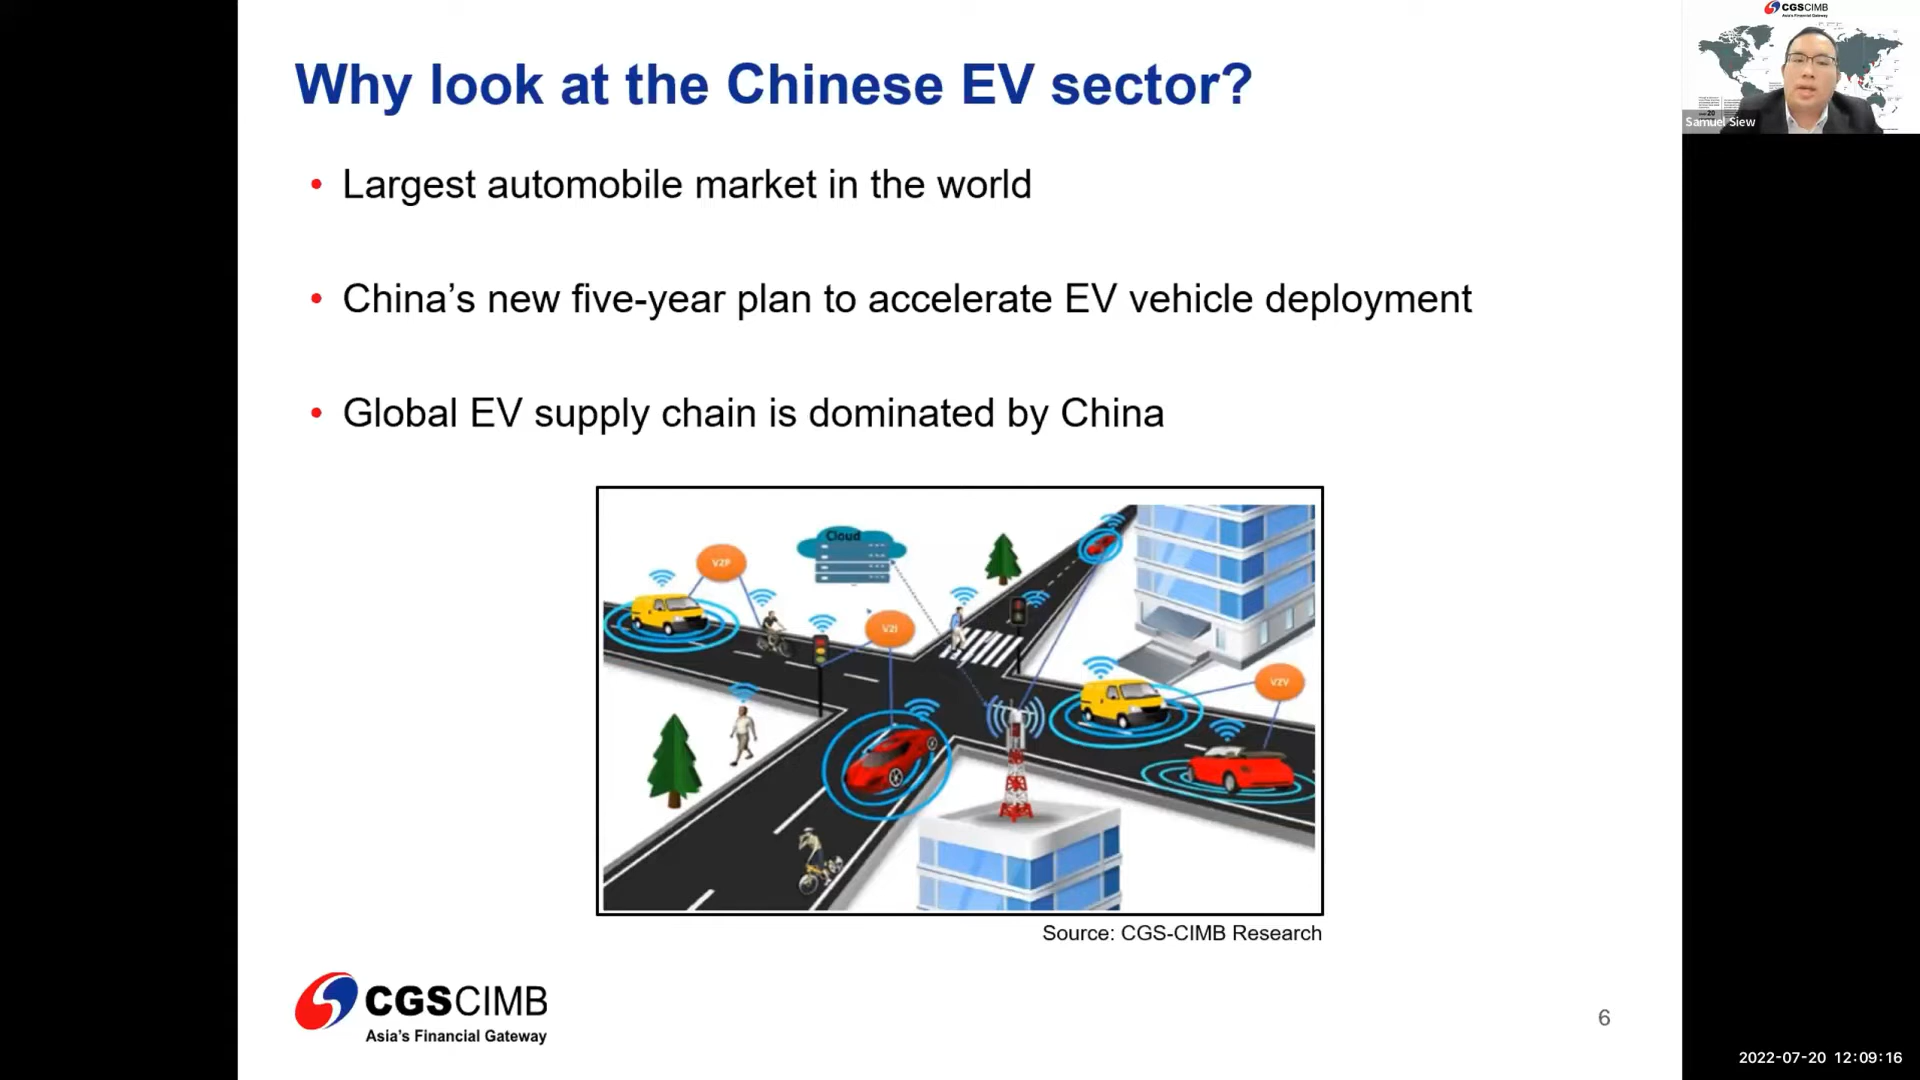 Why look at the Chinese EV sector?
• Largest automobile market in the world
• China’s new five-year plan to accelerate EV vehicle deployment
• Global EV supply chain is dominated by China
Cloud
V2P
V2I
V2V
Source: CGS-CIMB Research
CGSCIMB
Asia’s Financial Gateway
6
CGSCIMB
Asia's Financial Gateway
Samuel Siew
2022-07-20 12:09:16